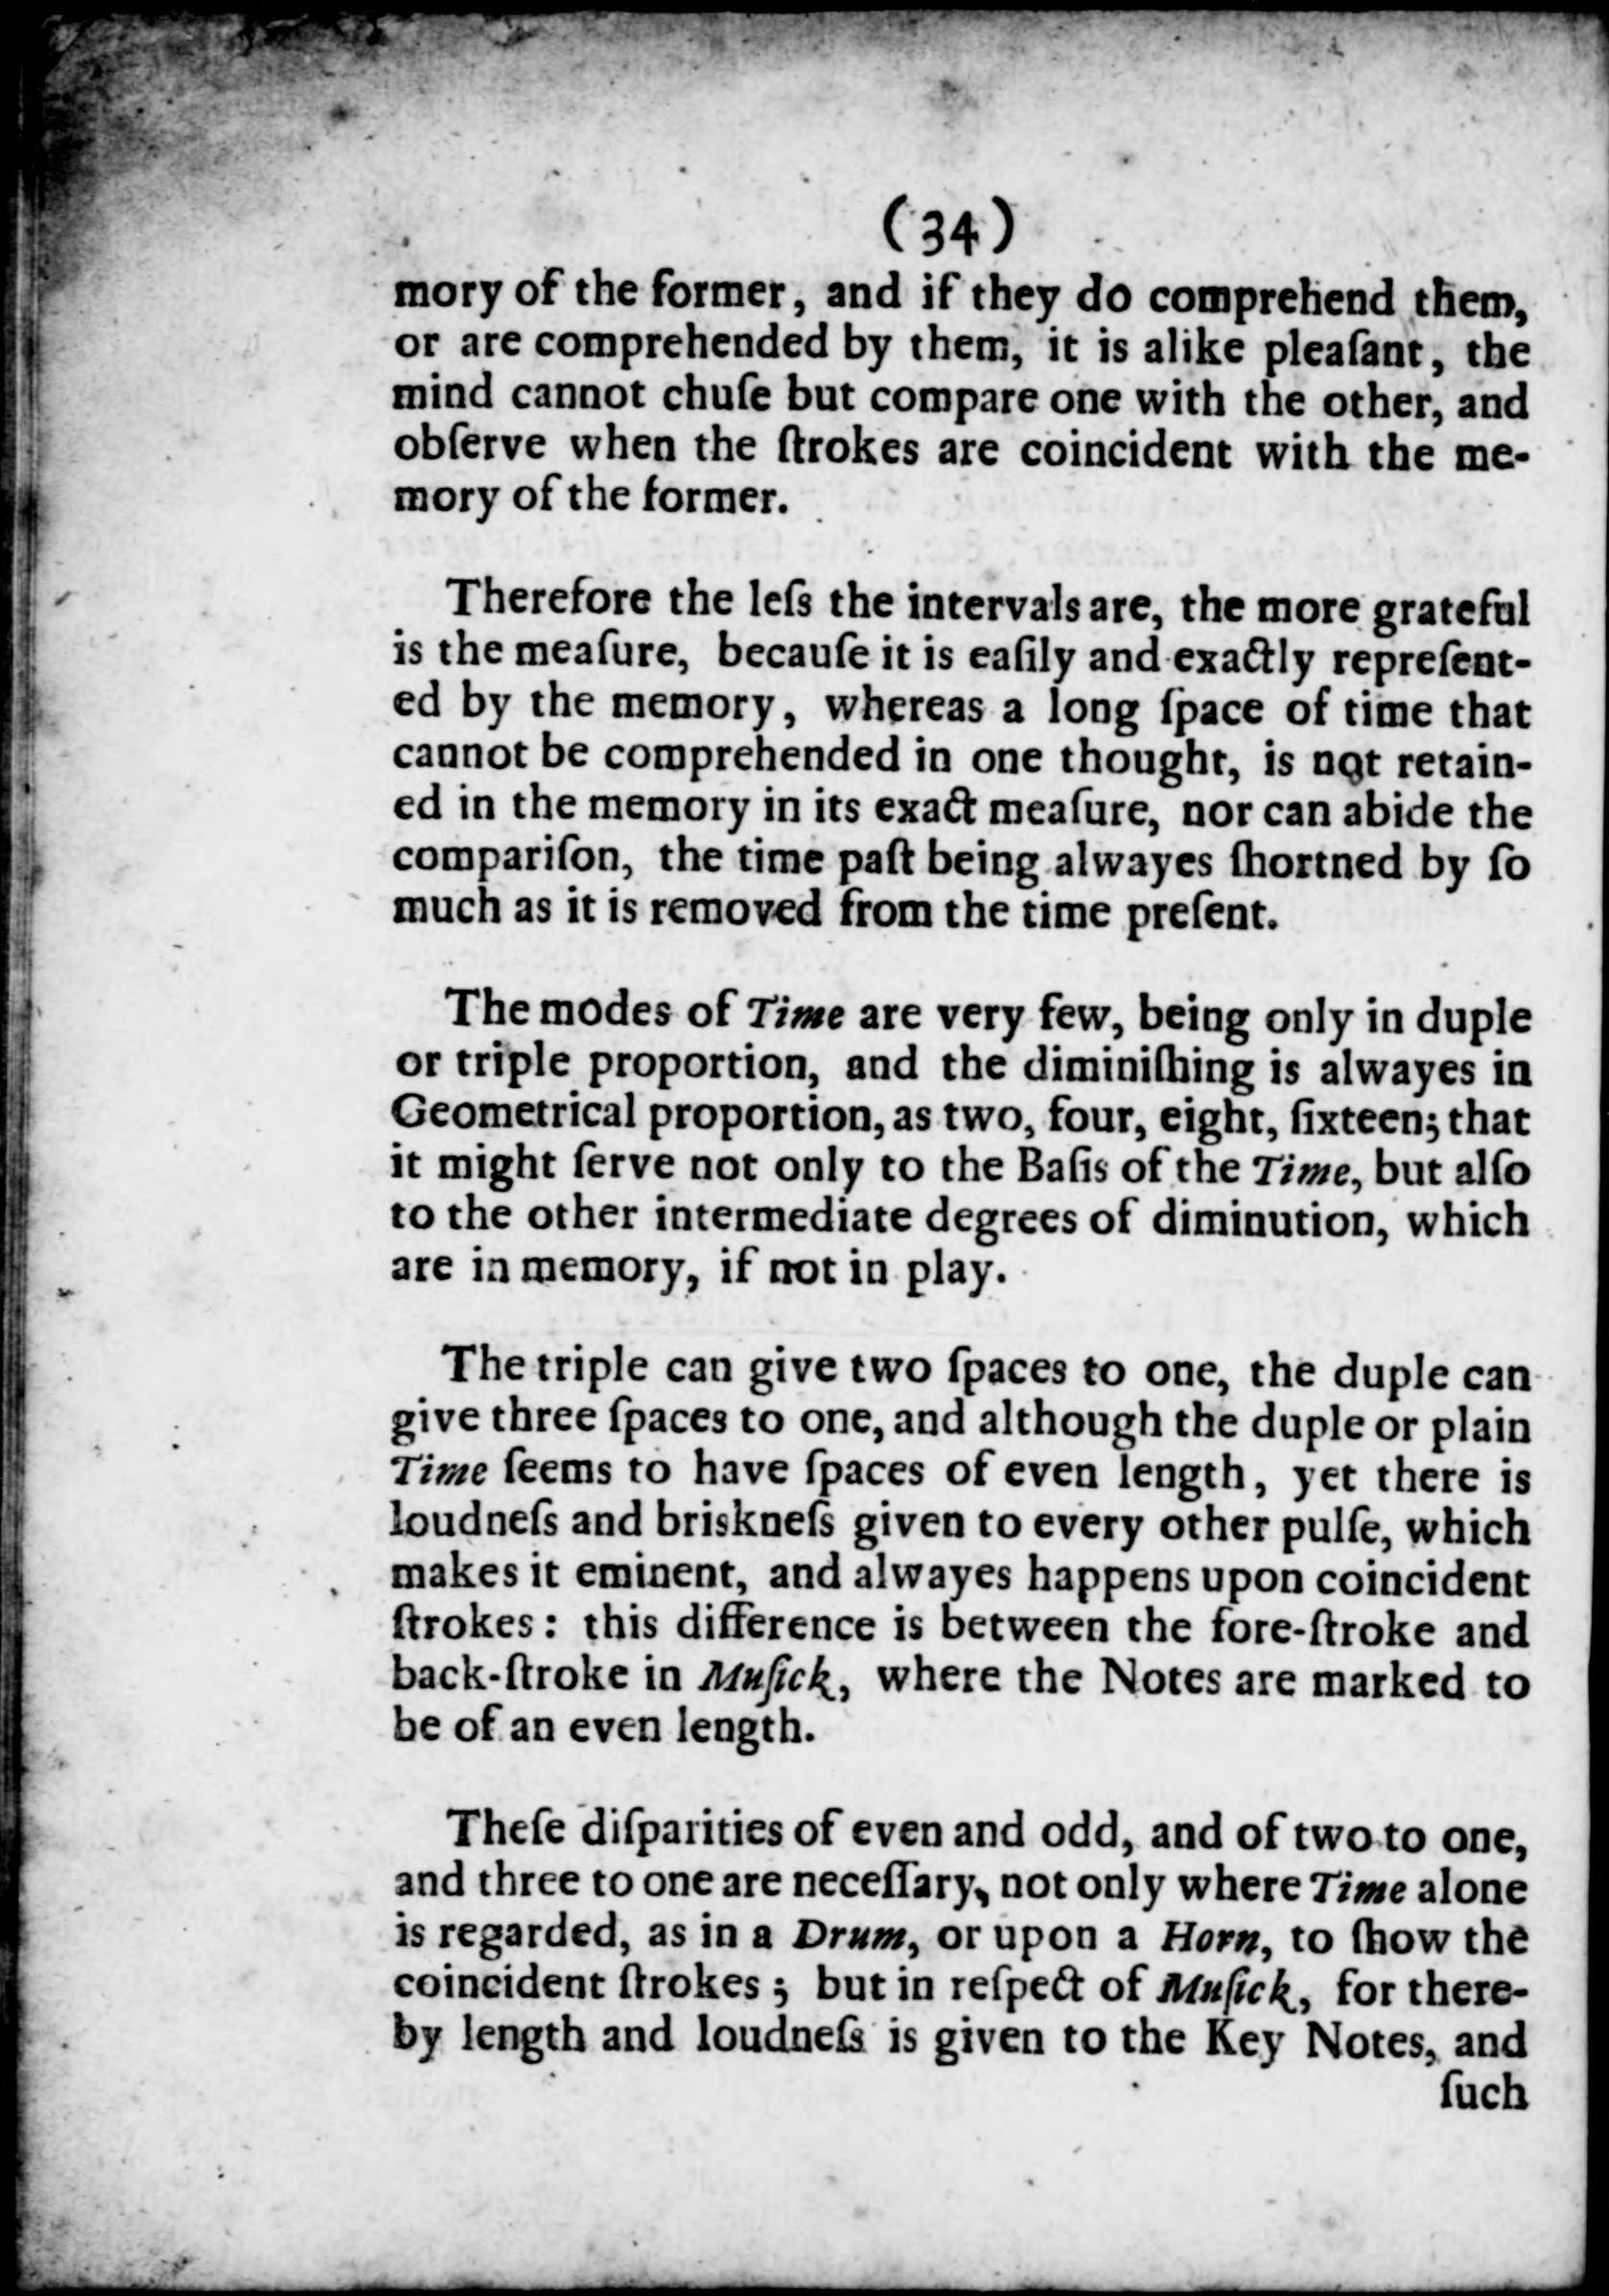 (34)
mory of the former, and if they do comprehend them,
or are comprehended by them, it is alike pleaſant, the
mind cannot chuſe but compare one with the other, and
obſerve when the ſtrokes are coincident with the me-
mory of the former.
Therefore the leſs the intervals are, the more grateful
is the meaſure, becauſe it is eaſily and exactly repreſent-
ed by the memory, whereas a long ſpace of time that
cannot be comprehended in one thought, is not retain-
ed in the memory in its exact meaſure, nor can abide the
compariſon, the time paſt being alwayes ſhortned by ſo
much as it is removed from the time preſent.
The modes of Time are very few, being only in duple
or triple proportion, and the diminiſhing is alwayes in
Geometrical proportion, as two, four, eight, ſixteen; that
it might ſerve not only to the Baſis of the Time, but alſo
to the other intermediate degrees of diminution, which
are in memory, if not in play.
The triple can give two ſpaces to one, the duple can
give three ſpaces to one, and although the duple or plain
Time ſeems to have ſpaces of even length, yet there is
loudneſs and briskneſs given to every other pulſe, which
makes it eminent, and alwayes happens upon coincident
ſtrokes: this difference is between the fore-ſtroke and
back-ſtroke in Muſick, where the Notes are marked to
be of an even length.
Theſe diſparities of even and odd, and of two to one,
and three to one are neceſſary, not only where Time alone
is regarded, as in a Drum, or upon a Horn, to ſhow the
coincident ſtrokes; but in reſpect of Muſick, for there-
by length and loudneſs is given to the Key Notes, and
ſuch